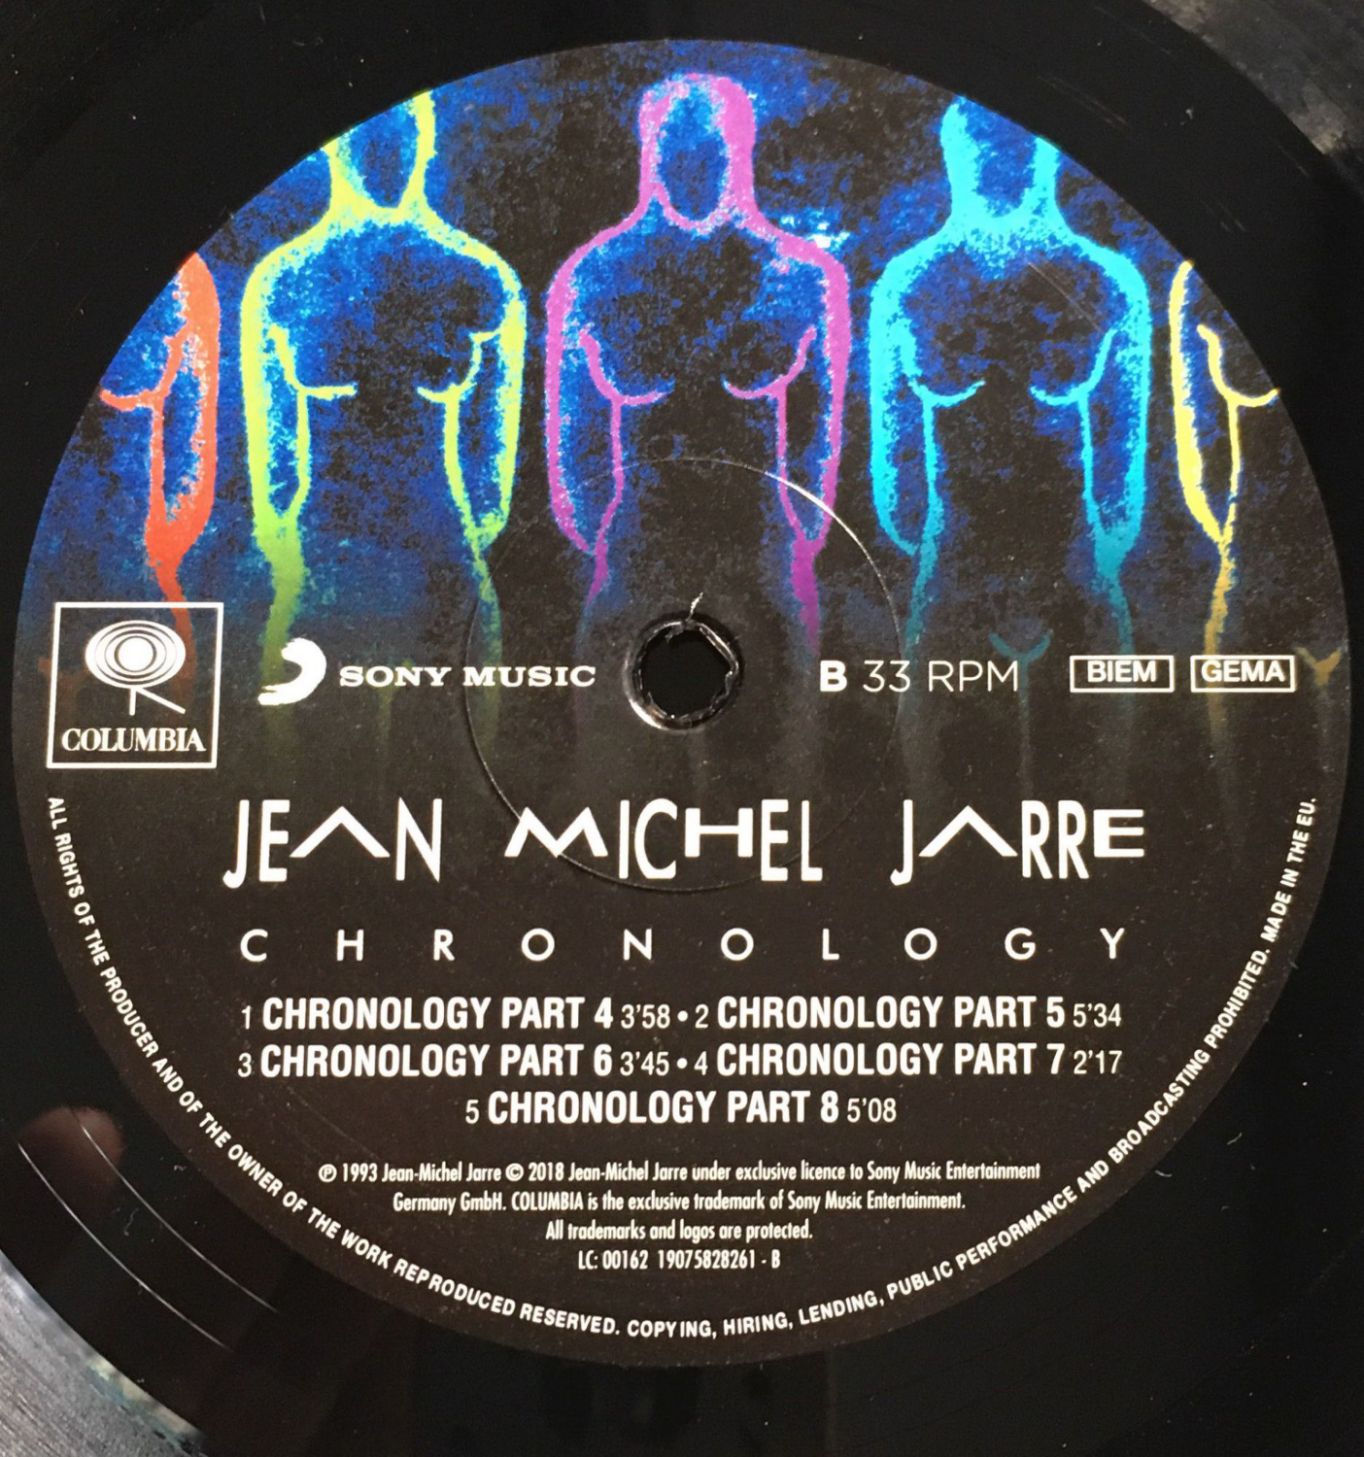 COLUMBIA
SONY MUSIC
B 33 RPM
BIEM
GEMA
JEAN MICHEL JARRE
CHRONOLOGY
1 CHRONOLOGY PART 4 3'58 • 2 CHRONOLOGY PART 5 5'34
3 CHRONOLOGY PART 6 3'45 • 4 CHRONOLOGY PART 7 2'17
5 CHRONOLOGY PART 8 5'08
℗ 1993 Jean-Michel Jarre © 2018 Jean-Michel Jarre under exclusive licence to Sony Music Entertainment
Germany GmbH. COLUMBIA is the exclusive trademark of Sony Music Entertainment.
All trademarks and logos are protected.
LC: 00162 19075828261 - B
ALL RIGHTS OF THE PRODUCER AND OF THE OWNER OF THE WORK REPRODUCED RESERVED. COPYING, HIRING, LENDING, PUBLIC PERFORMANCE AND BROADCASTING PROHIBITED. MADE IN THE EU.